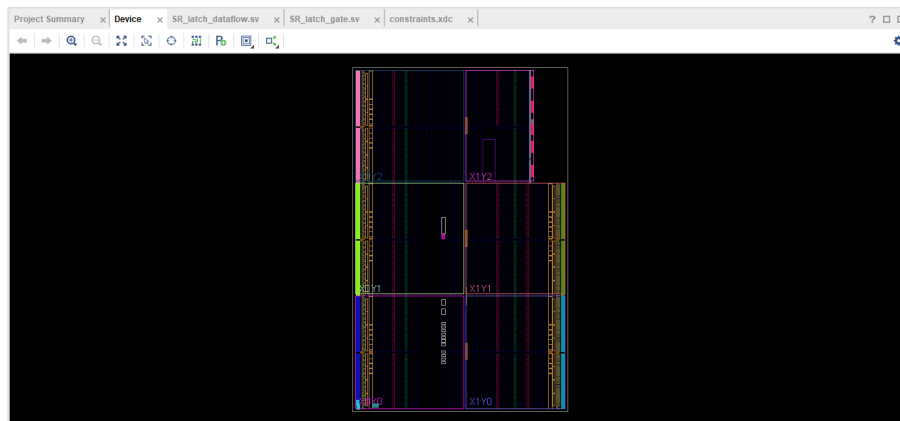 Project Summary × Device × SR_latch_dataflow.sv × SR_latch_gate.sv × constraints.xdc × ?
X1Y2
X0Y1 X1Y1
X1Y0